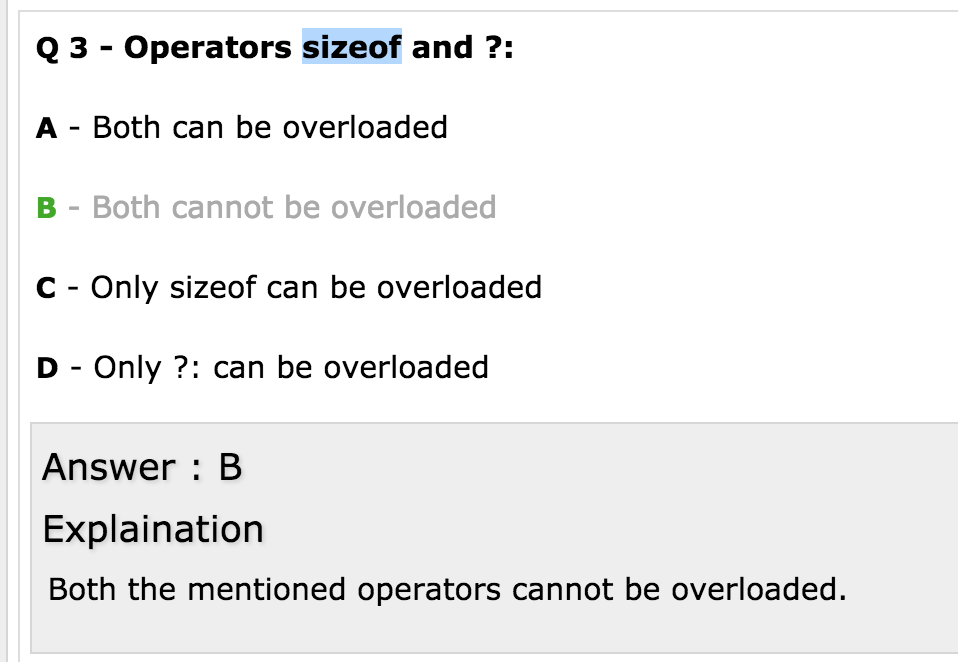 Q 3 - Operators sizeof and ?:
A - Both can be overloaded
B - Both cannot be overloaded
C - Only sizeof can be overloaded
D - Only ?: can be overloaded
Answer : B
Explaination
Both the mentioned operators cannot be overloaded.